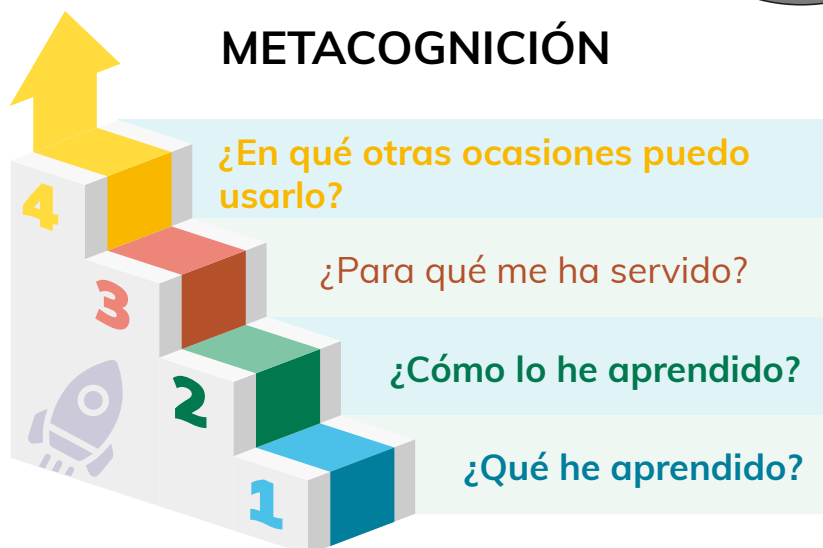 METACOGNICIÓN
¿En qué otras ocasiones puedo
usarlo?
4
¿Para qué me ha servido?
3
¿Cómo lo he aprendido?
2
¿Qué he aprendido?
1